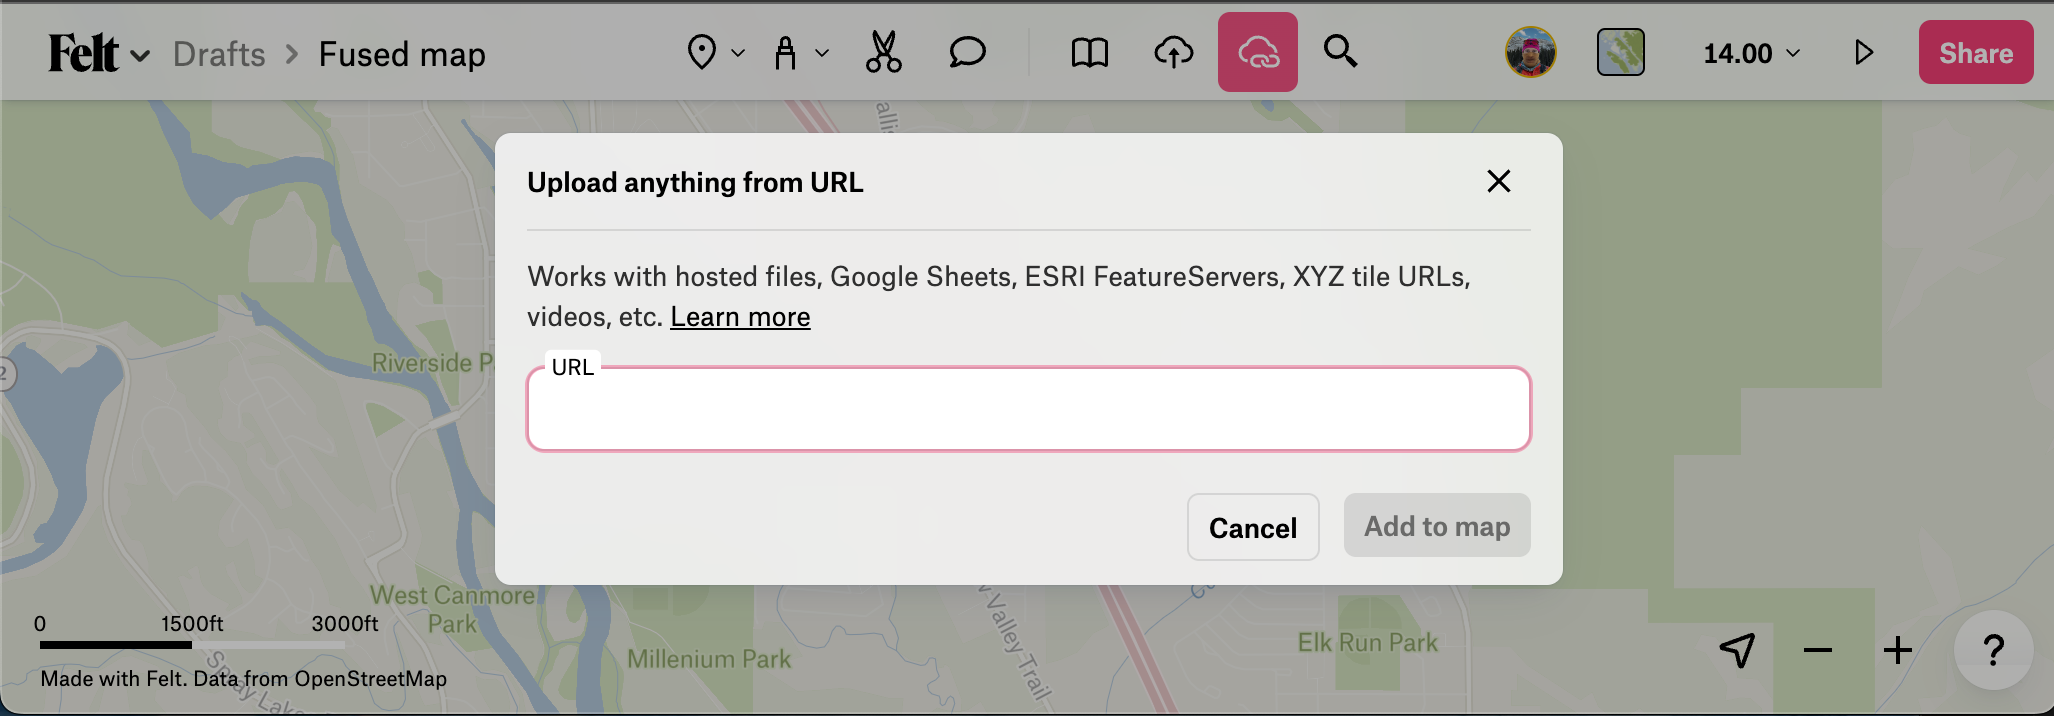 Felt Drafts > Fused map 14.00 Share
Upload anything from URL
Works with hosted files, Google Sheets, ESRI FeatureServers, XYZ tile URLs,
videos, etc. Learn more
URL
Cancel Add to map
Riverside P
2
West Canmore
Park
Millenium Park
Valley Trail
Elk Run Park
0 1500ft 3000ft
Made with Felt. Data from OpenStreetMap
?